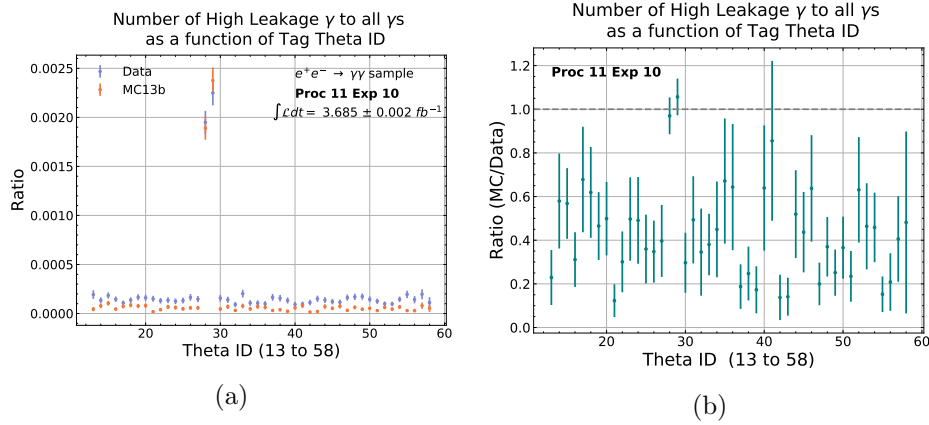 Number of High Leakage γ to all γs
as a function of Tag Theta ID
0.0025
0.0020
0.0015
0.0010
0.0005
0.0000
Ratio
Data
MC13b
e⁺e⁻ → γγ sample
Proc 11 Exp 10
∫ℒdt = 3.685 ± 0.002 fb⁻¹
20 30 40 50 60
Theta ID (13 to 58)
(a)
Number of High Leakage γ to all γs
as a function of Tag Theta ID
1.2
1.0
0.8
0.6
0.4
0.2
0.0
Ratio (MC/Data)
Proc 11 Exp 10
20 30 40 50 60
Theta ID (13 to 58)
(b)